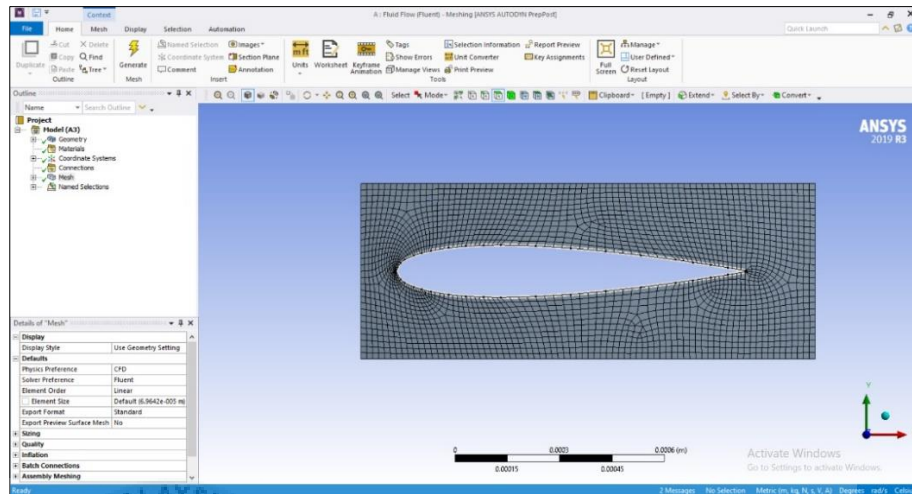 Context
A : Fluid Flow (Fluent) - Meshing [ANSYS AUTODYN PrepPost]
File Home Mesh Display Selection Automation
Quick Launch
Duplicate
Cut
Copy
Paste
Delete
Find
Tree
Outline
Generate
Mesh
Named Selection
Coordinate System
Comment
Images
Section Plane
Annotation
Insert
Units
Worksheet
Keyframe
Animation
Tags
Show Errors
Manage Views
Selection Information
Unit Converter
Print Preview
Report Preview
Key Assignments
Tools
Full
Screen
Manage
User Defined
Reset Layout
Layout
Outline
Name Search Outline
Select Mode Clipboard [ Empty ] Extend Select By Convert
Project
Model (A3)
Geometry
Materials
Coordinate Systems
Connections
Mesh
Named Selections
ANSYS
2019 R3
Details of "Mesh"
Display
Display Style Use Geometry Setting
Defaults
Physics Preference CFD
Solver Preference Fluent
Element Order Linear
Element Size Default (6.9642e-005 m)
Export Format Standard
Export Preview Surface Mesh No
Sizing
Quality
Inflation
Batch Connections
Assembly Meshing
0 0.0003 0.0006 (m)
0.00015 0.00045
Y
Activate Windows
Go to Settings to activate Windows.
Ready 2 Messages No Selection Metric (m, kg, N, s, V, A) Degrees rad/s Celsi